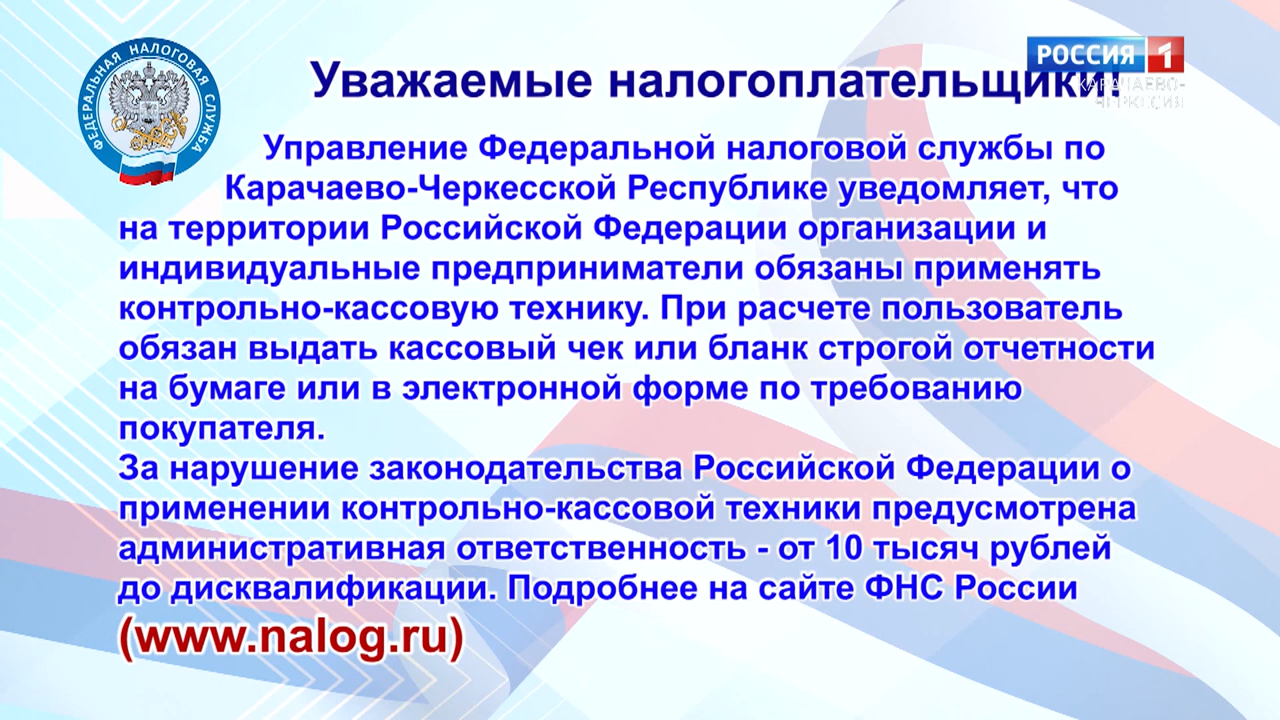 ФЕДЕРАЛЬНАЯ НАЛОГОВАЯ СЛУЖБА
РОССИЯ 1
КАРАЧАЕВО-
ЧЕРКЕСИЯ
Уважаемые налогоплательщики!
Управление Федеральной налоговой службы по
Карачаево-Черкесской Республике уведомляет, что
на территории Российской Федерации организации и
индивидуальные предприниматели обязаны применять
контрольно-кассовую технику. При расчете пользователь
обязан выдать кассовый чек или бланк строгой отчетности
на бумаге или в электронной форме по требованию
покупателя.
За нарушение законодательства Российской Федерации о
применении контрольно-кассовой техники предусмотрена
административная ответственность - от 10 тысяч рублей
до дисквалификации. Подробнее на сайте ФНС России
(www.nalog.ru)